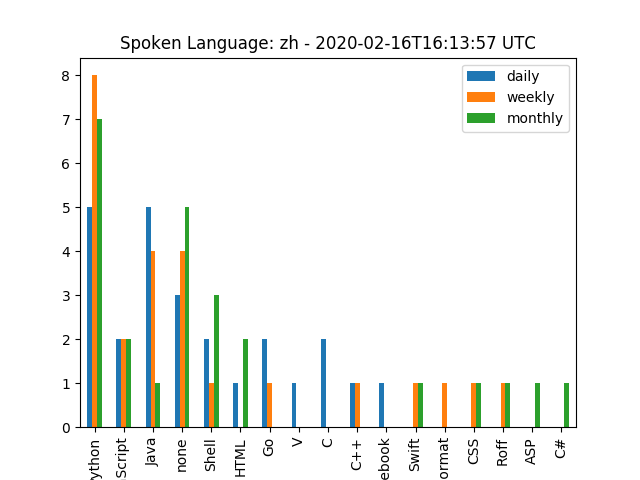 Spoken Language: zh - 2020-02-16T16:13:57 UTC
daily
weekly
monthly
8
7
6
5
4
3
2
1
0
ython
Script
Java
none
Shell
HTML
Go
V
C
C++
ebook
Swift
ormat
CSS
Roff
ASP
C#